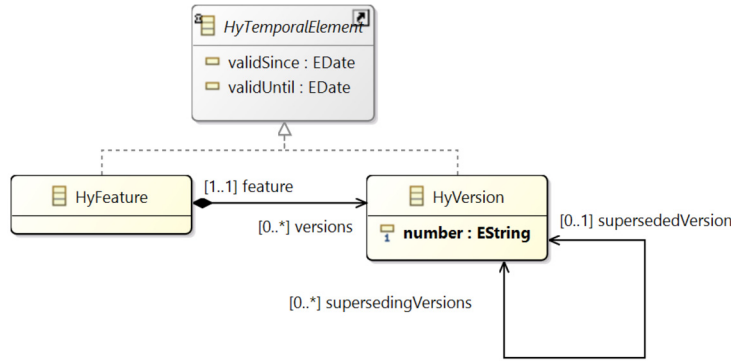 HyTemporalElement
validSince : EDate
validUntil : EDate
HyFeature
[1..1] feature
[0..*] versions
HyVersion
1 number : EString
[0..1] supersededVersion
[0..*] supersedingVersions